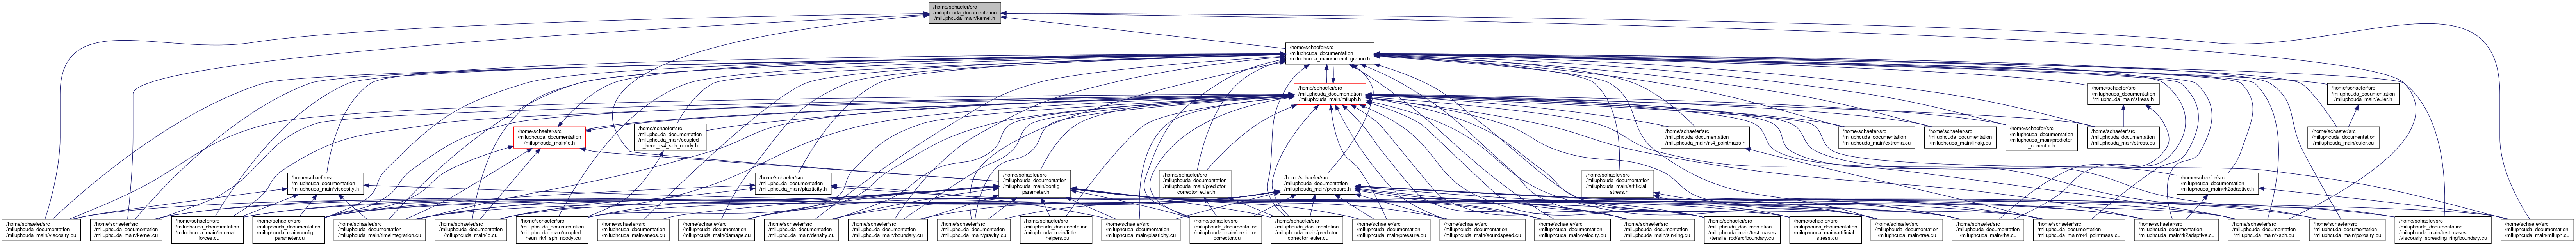 /home/schaefer/src
/miluphcuda_documentation
/miluphcuda_main/kernel.h
/home/schaefer/src
/miluphcuda_documentation
/miluphcuda_main/timeintegration.h
/home/schaefer/src
/miluphcuda_documentation
/miluphcuda_main/miluph.h
/home/schaefer/src
/miluphcuda_documentation
/miluphcuda_main/stress.h
/home/schaefer/src
/miluphcuda_documentation
/miluphcuda_main/euler.h
/home/schaefer/src
/miluphcuda_documentation
/miluphcuda_main/io.h
/home/schaefer/src
/miluphcuda_documentation
/miluphcuda_main/coupled
_heun_rk4_sph_nbody.h
/home/schaefer/src
/miluphcuda_documentation
/miluphcuda_main/rk4_pointmass.h
/home/schaefer/src
/miluphcuda_documentation
/miluphcuda_main/extrema.cu
/home/schaefer/src
/miluphcuda_documentation
/miluphcuda_main/linalg.cu
/home/schaefer/src
/miluphcuda_documentation
/miluphcuda_main/predictor
_corrector.h
/home/schaefer/src
/miluphcuda_documentation
/miluphcuda_main/stress.cu
/home/schaefer/src
/miluphcuda_documentation
/miluphcuda_main/euler.cu
/home/schaefer/src
/miluphcuda_documentation
/miluphcuda_main/viscosity.h
/home/schaefer/src
/miluphcuda_documentation
/miluphcuda_main/plasticity.h
/home/schaefer/src
/miluphcuda_documentation
/miluphcuda_main/config
_parameter.h
/home/schaefer/src
/miluphcuda_documentation
/miluphcuda_main/predictor
_corrector_euler.h
/home/schaefer/src
/miluphcuda_documentation
/miluphcuda_main/pressure.h
/home/schaefer/src
/miluphcuda_documentation
/miluphcuda_main/artificial
_stress.h
/home/schaefer/src
/miluphcuda_documentation
/miluphcuda_main/rk2adaptive.h
/home/schaefer/src
/miluphcuda_documentation
/miluphcuda_main/viscosity.cu
/home/schaefer/src
/miluphcuda_documentation
/miluphcuda_main/kernel.cu
/home/schaefer/src
/miluphcuda_documentation
/miluphcuda_main/internal
_forces.cu
/home/schaefer/src
/miluphcuda_documentation
/miluphcuda_main/config
_parameter.cu
/home/schaefer/src
/miluphcuda_documentation
/miluphcuda_main/timeintegration.cu
/home/schaefer/src
/miluphcuda_documentation
/miluphcuda_main/io.cu
/home/schaefer/src
/miluphcuda_documentation
/miluphcuda_main/coupled
_heun_rk4_sph_nbody.cu
/home/schaefer/src
/miluphcuda_documentation
/miluphcuda_main/aneos.cu
/home/schaefer/src
/miluphcuda_documentation
/miluphcuda_main/damage.cu
/home/schaefer/src
/miluphcuda_documentation
/miluphcuda_main/density.cu
/home/schaefer/src
/miluphcuda_documentation
/miluphcuda_main/boundary.cu
/home/schaefer/src
/miluphcuda_documentation
/miluphcuda_main/gravity.cu
/home/schaefer/src
/miluphcuda_documentation
/miluphcuda_main/little
_helpers.cu
/home/schaefer/src
/miluphcuda_documentation
/miluphcuda_main/plasticity.cu
/home/schaefer/src
/miluphcuda_documentation
/miluphcuda_main/predictor
_corrector.cu
/home/schaefer/src
/miluphcuda_documentation
/miluphcuda_main/predictor
_corrector_euler.cu
/home/schaefer/src
/miluphcuda_documentation
/miluphcuda_main/pressure.cu
/home/schaefer/src
/miluphcuda_documentation
/miluphcuda_main/soundspeed.cu
/home/schaefer/src
/miluphcuda_documentation
/miluphcuda_main/velocity.cu
/home/schaefer/src
/miluphcuda_documentation
/miluphcuda_main/sinking.cu
/home/schaefer/src
/miluphcuda_documentation
/miluphcuda_main/test_cases
/tensile_rod/src/boundary.cu
/home/schaefer/src
/miluphcuda_documentation
/miluphcuda_main/artificial
_stress.cu
/home/schaefer/src
/miluphcuda_documentation
/miluphcuda_main/tree.cu
/home/schaefer/src
/miluphcuda_documentation
/miluphcuda_main/rhs.cu
/home/schaefer/src
/miluphcuda_documentation
/miluphcuda_main/rk4_pointmass.cu
/home/schaefer/src
/miluphcuda_documentation
/miluphcuda_main/rk2adaptive.cu
/home/schaefer/src
/miluphcuda_documentation
/miluphcuda_main/xsph.cu
/home/schaefer/src
/miluphcuda_documentation
/miluphcuda_main/porosity.cu
/home/schaefer/src
/miluphcuda_documentation
/miluphcuda_main/test_cases
/viscously_spreading_ring/boundary.cu
/home/schaefer/src
/miluphcuda_documentation
/miluphcuda_main/miluph.cu